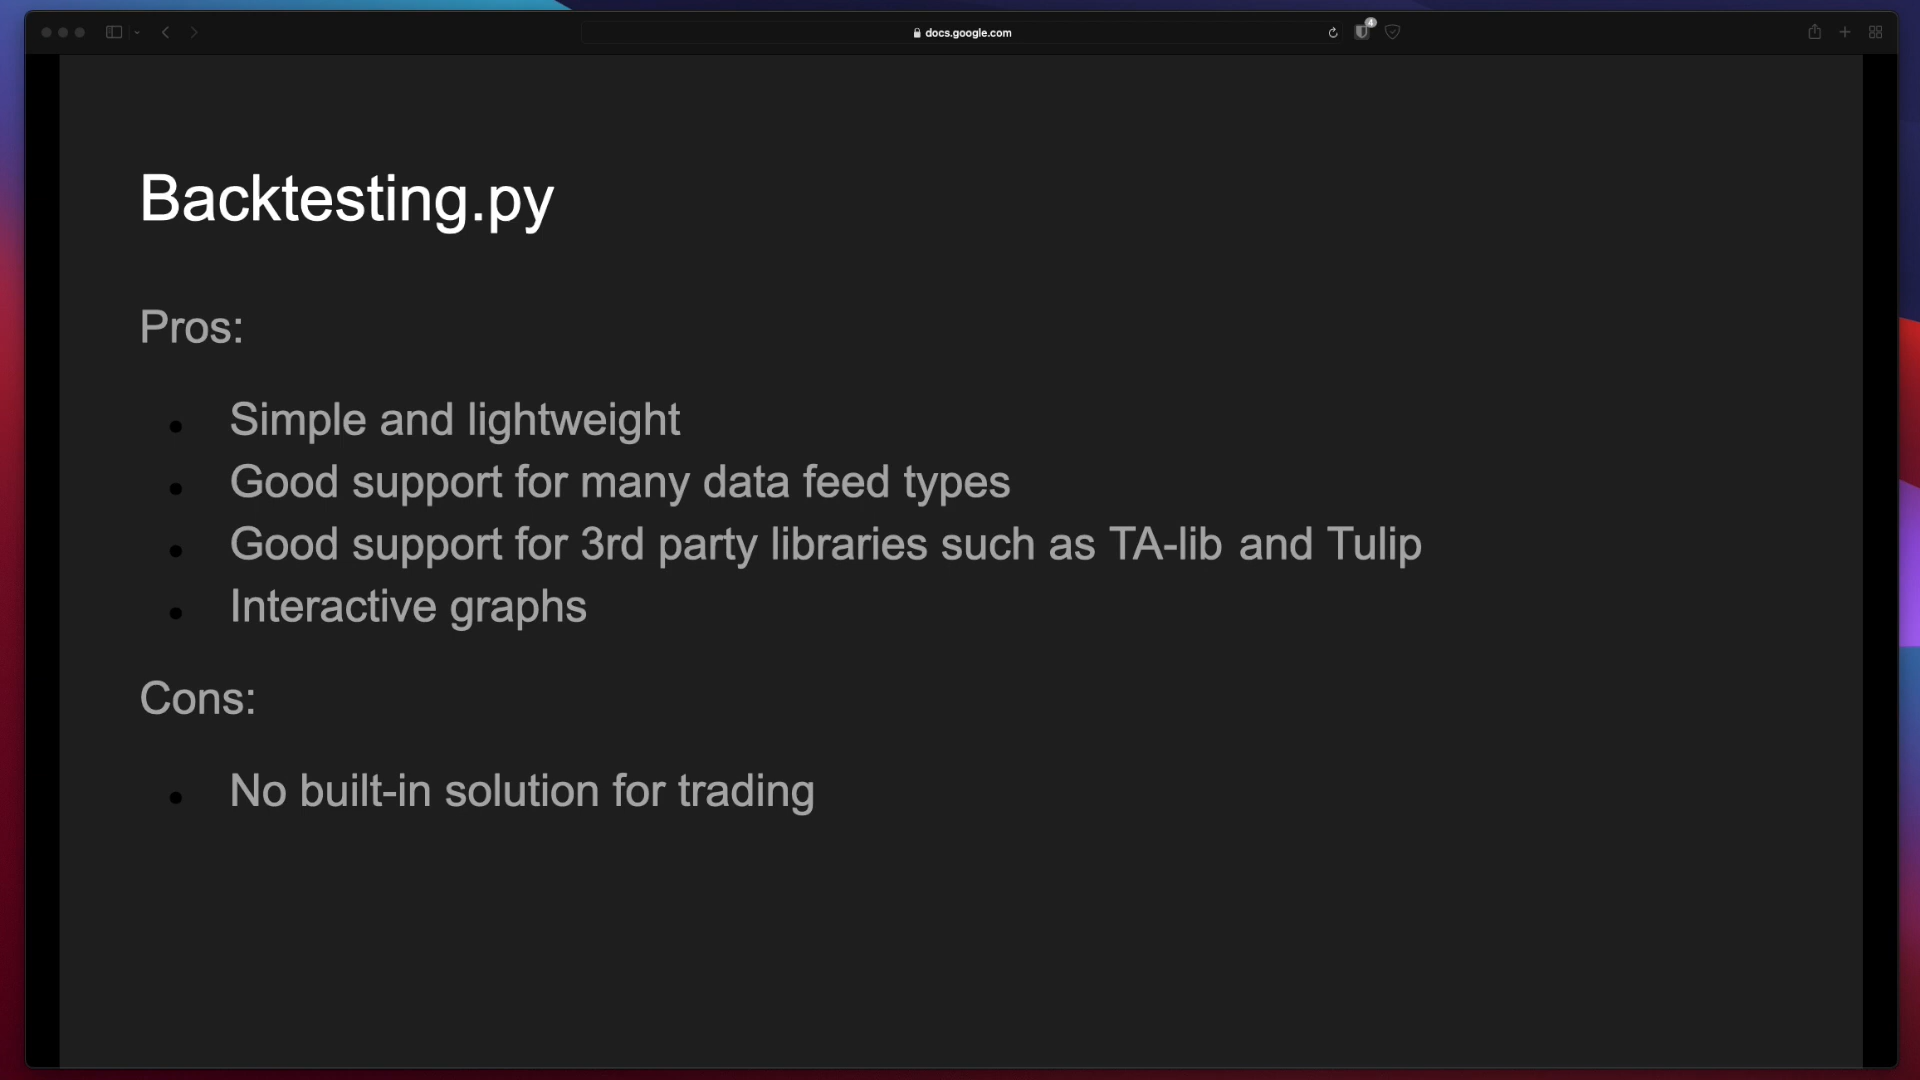 docs.google.com
4
Backtesting.py
Pros:
Simple and lightweight
Good support for many data feed types
Good support for 3rd party libraries such as TA-lib and Tulip
Interactive graphs
Cons:
No built-in solution for trading